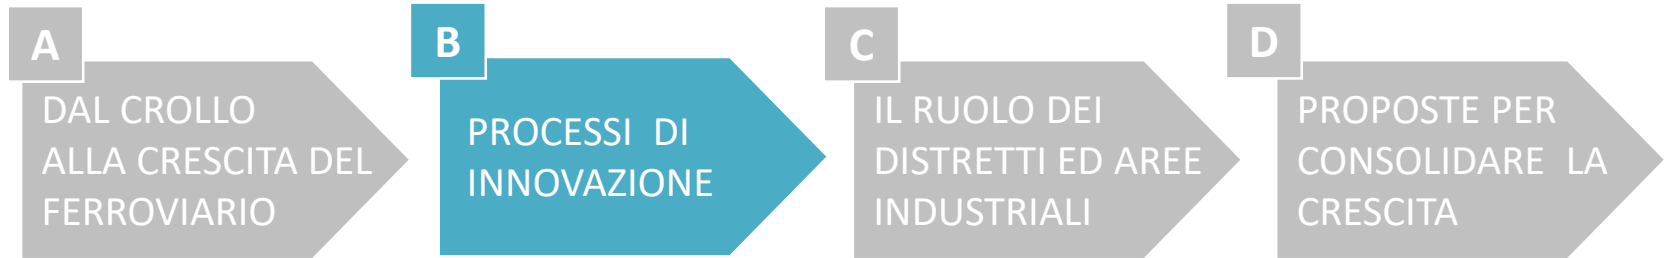 A
DAL CROLLO
ALLA CRESCITA DEL
FERROVIARIO
B
PROCESSI DI
INNOVAZIONE
C
IL RUOLO DEI
DISTRETTI ED AREE
INDUSTRIALI
D
PROPOSTE PER
CONSOLIDARE LA
CRESCITA